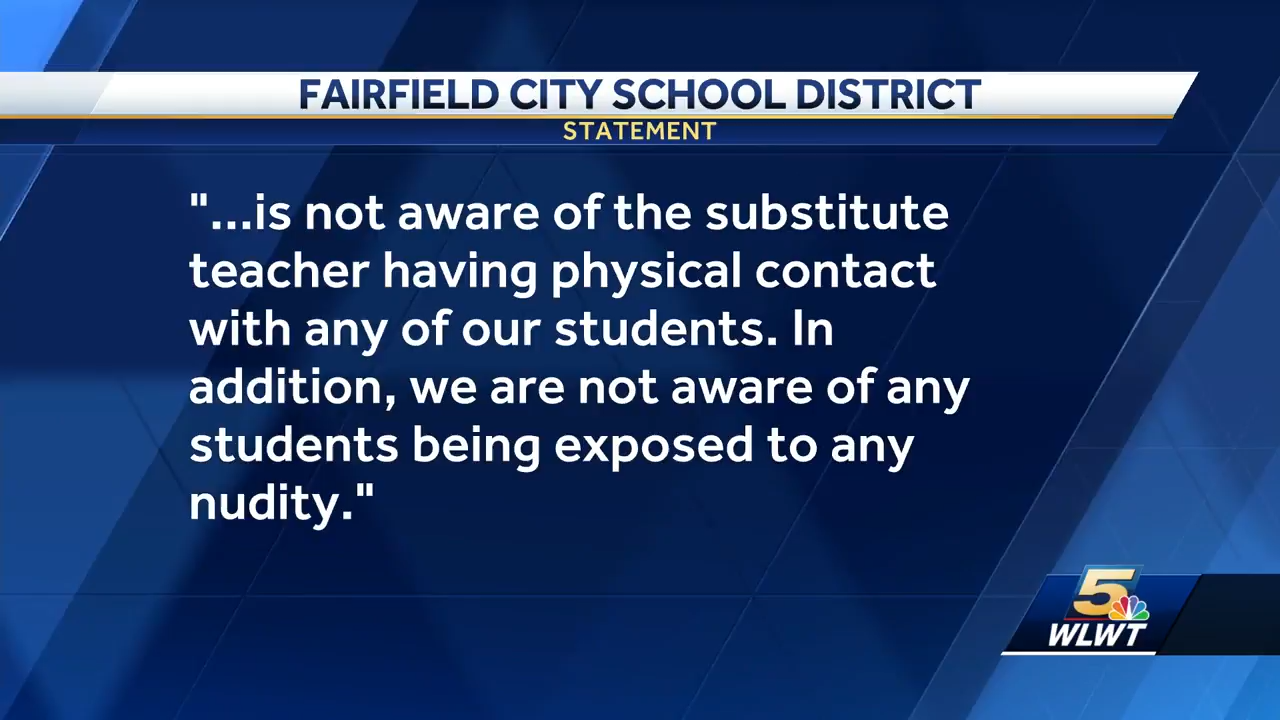 FAIRFIELD CITY SCHOOL DISTRICT
STATEMENT
"...is not aware of the substitute
teacher having physical contact
with any of our students. In
addition, we are not aware of any
students being exposed to any
nudity."
5
WLWT